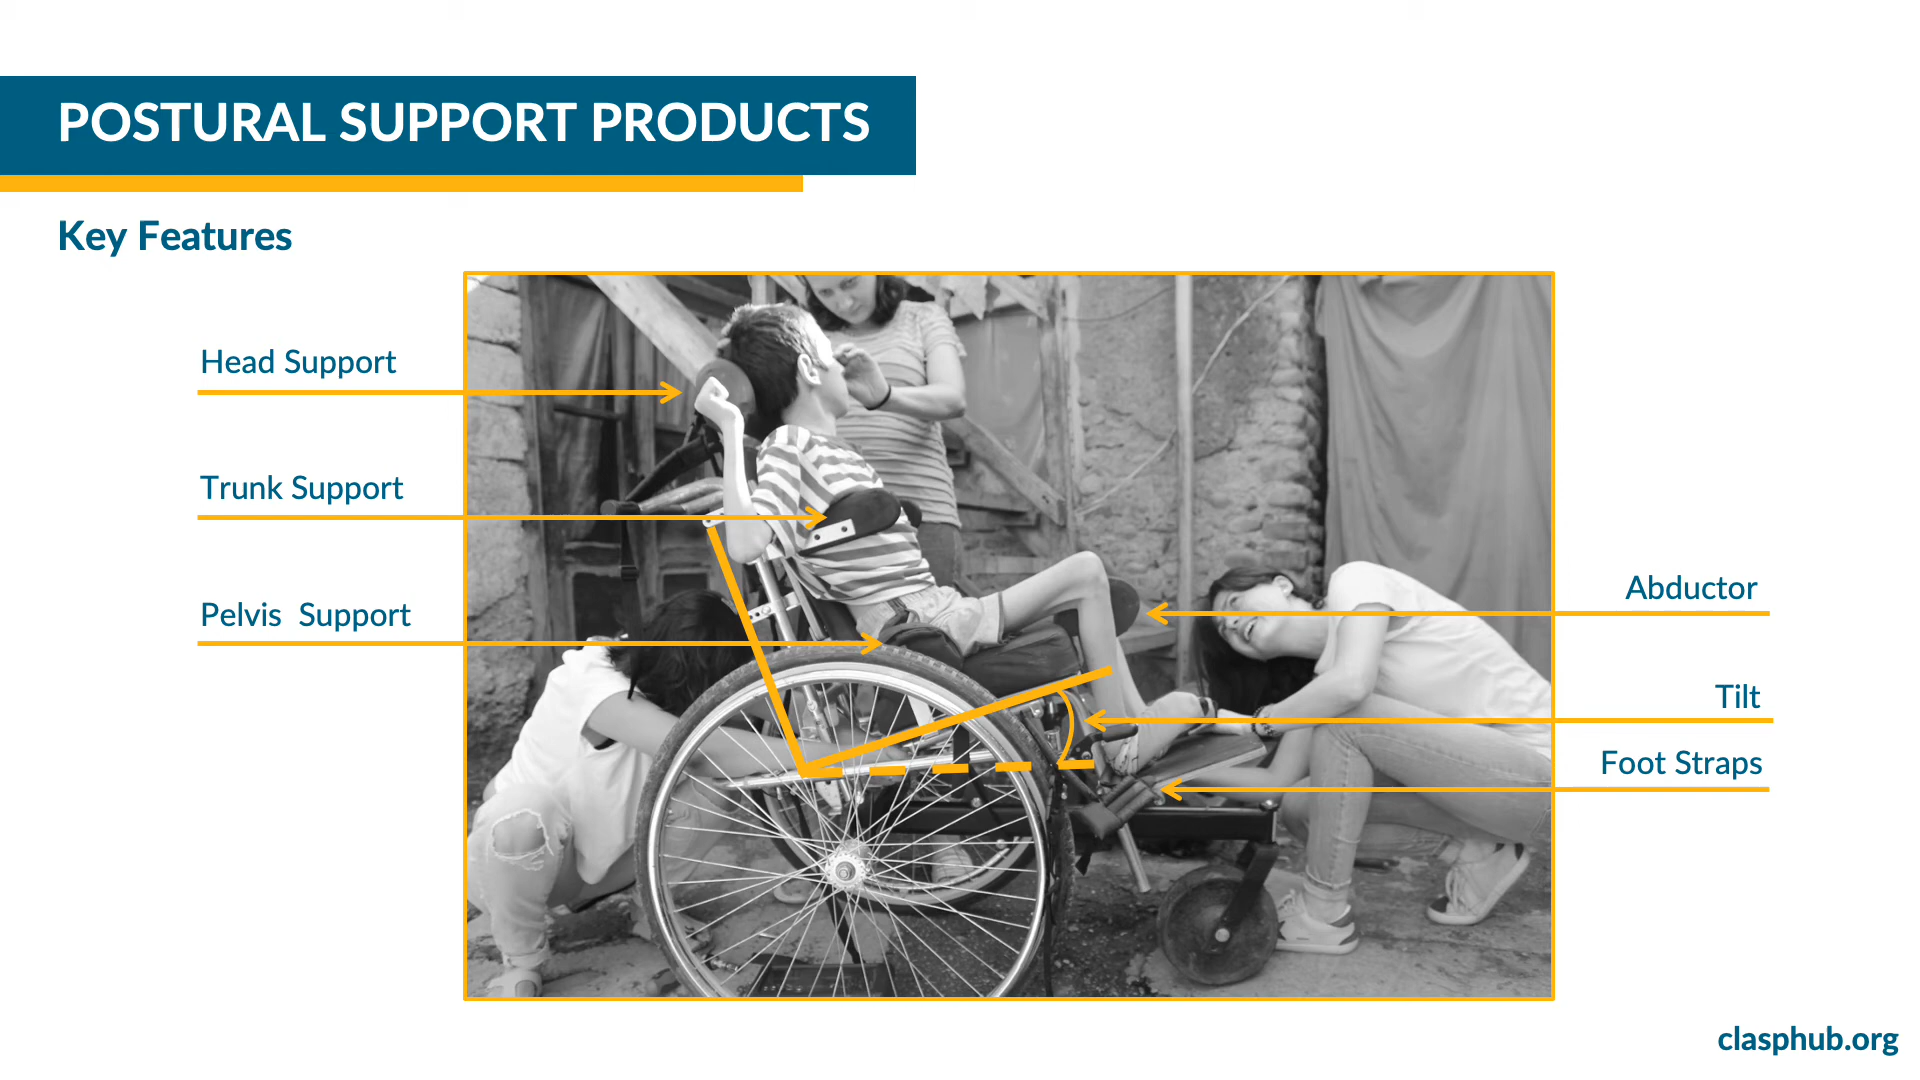 POSTURAL SUPPORT PRODUCTS
Key Features
Head Support
Trunk Support
Pelvis  Support
Abductor
Tilt
Foot Straps
clasphub.org